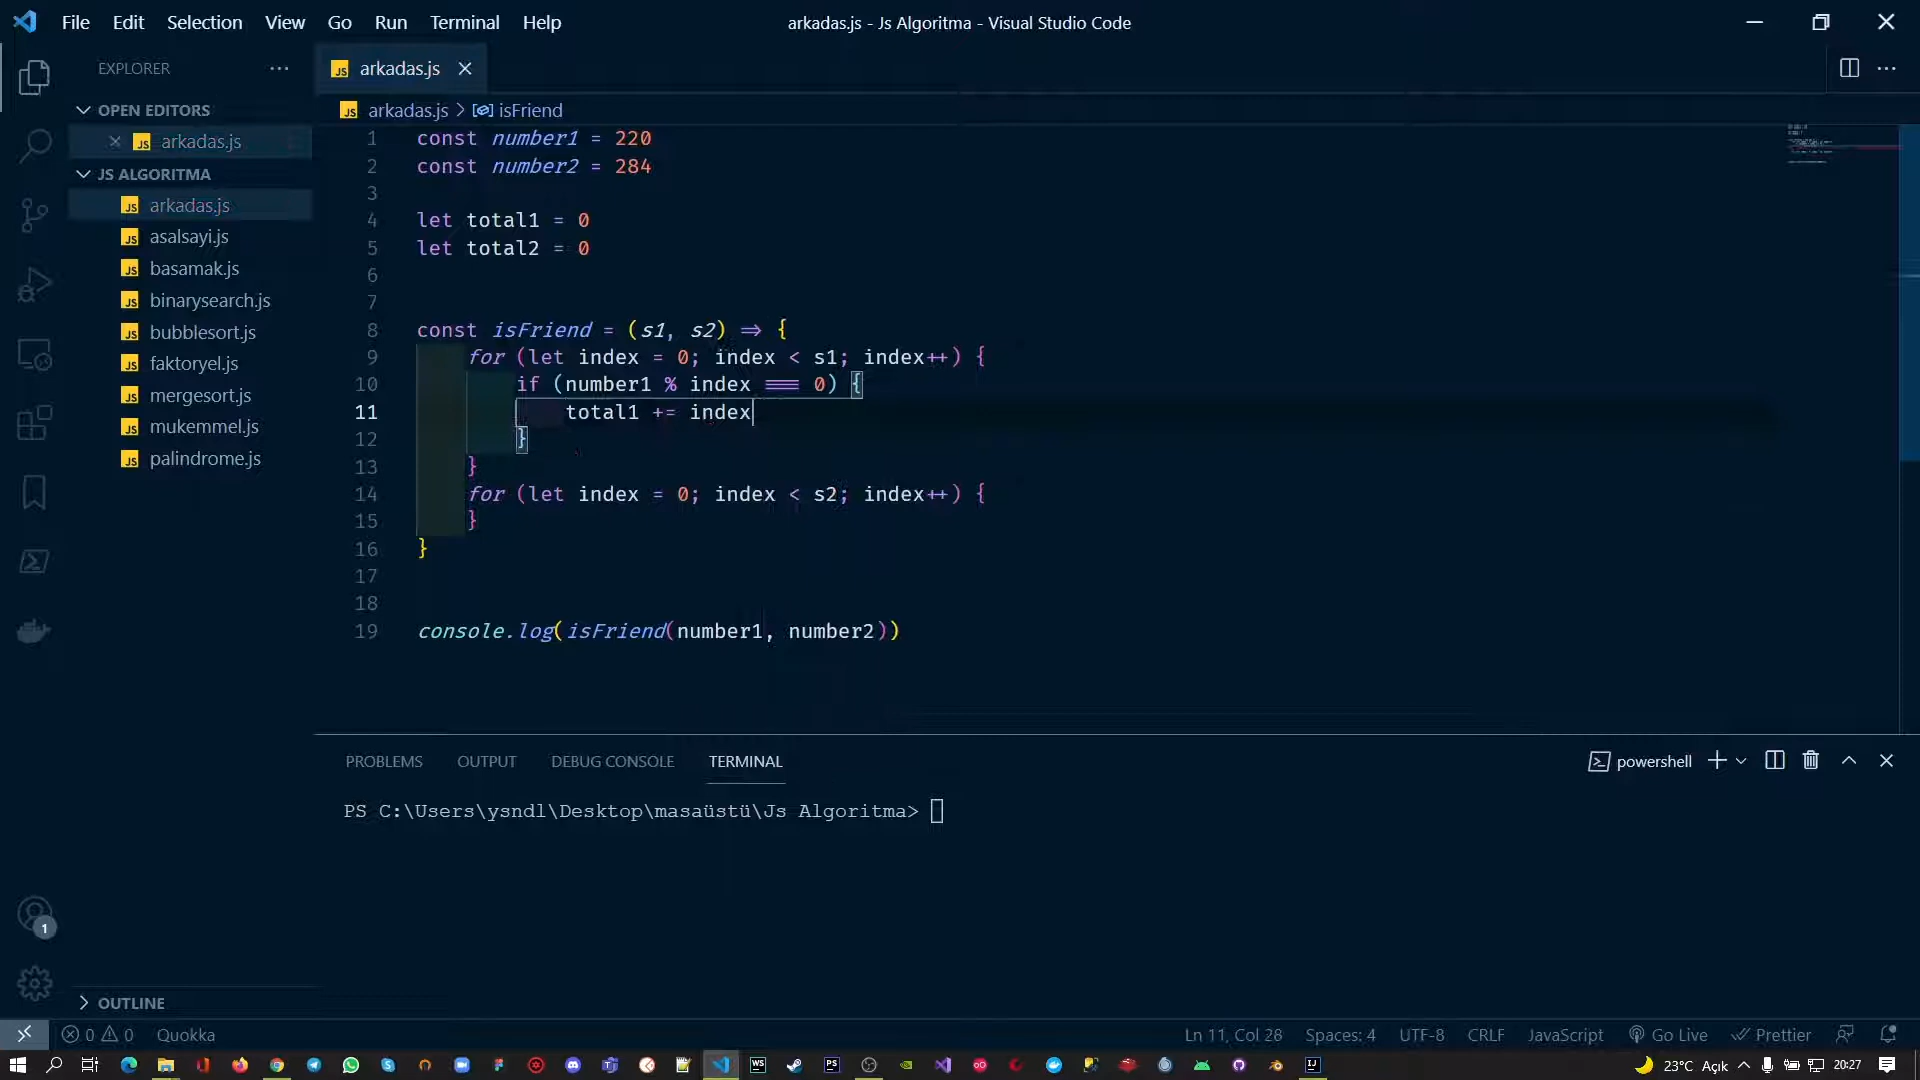 File Edit Selection View Go Run Terminal Help
arkadas.js - Js Algoritma - Visual Studio Code
EXPLORER
arkadas.js
OPEN EDITORS
arkadas.js
JS ALGORITMA
arkadas.js
asalsayi.js
basamak.js
binarysearch.js
bubblesort.js
faktoryel.js
mergesort.js
mukemmel.js
palindrome.js
arkadas.js > isFriend
1 const number1 = 220
2 const number2 = 284
3
4 let total1 = 0
5 let total2 = 0
6
7
8 const isFriend = (s1, s2) => {
9 for (let index = 0; index < s1; index++) {
10 if (number1 % index === 0) {
11 total1 += index
12 }
13 }
14 for (let index = 0; index < s2; index++) {
15 }
16 }
17
18
19 console.log(isFriend(number1, number2))
PROBLEMS OUTPUT DEBUG CONSOLE TERMINAL
powershell
PS C:\Users\ysndl\Desktop\masaüstü\Js Algoritma>
1
OUTLINE
0 0 Quokka
Ln 11, Col 28 Spaces: 4 UTF-8 CRLF JavaScript Go Live Prettier
23°C Açık 20:27